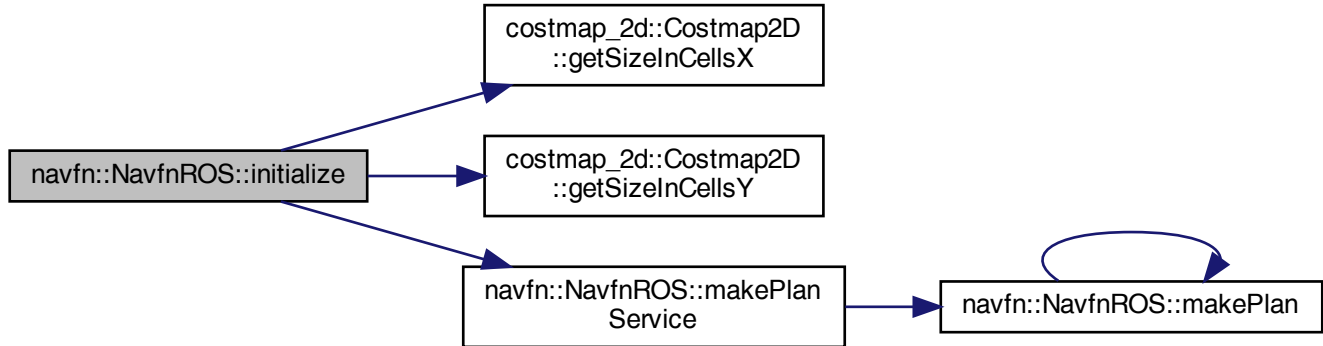 costmap_2d::Costmap2D
::getSizeInCellsX
navfn::NavfnROS::initialize
costmap_2d::Costmap2D
::getSizeInCellsY
navfn::NavfnROS::makePlan
Service
navfn::NavfnROS::makePlan